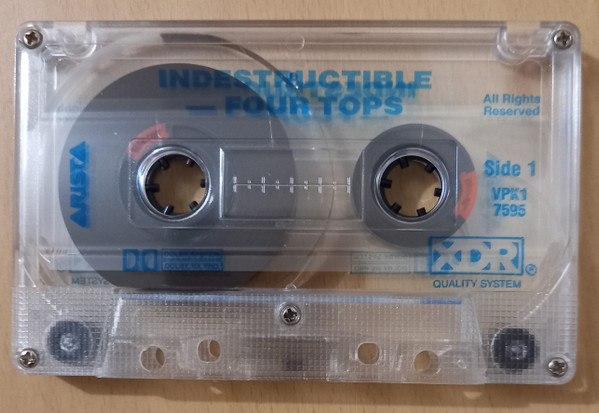 INDESTRUCTIBLE
— FOUR TOPS
All Rights
Reserved
ARISTA
Side 1
VPK1
7595
XDR®
QUALITY SYSTEM